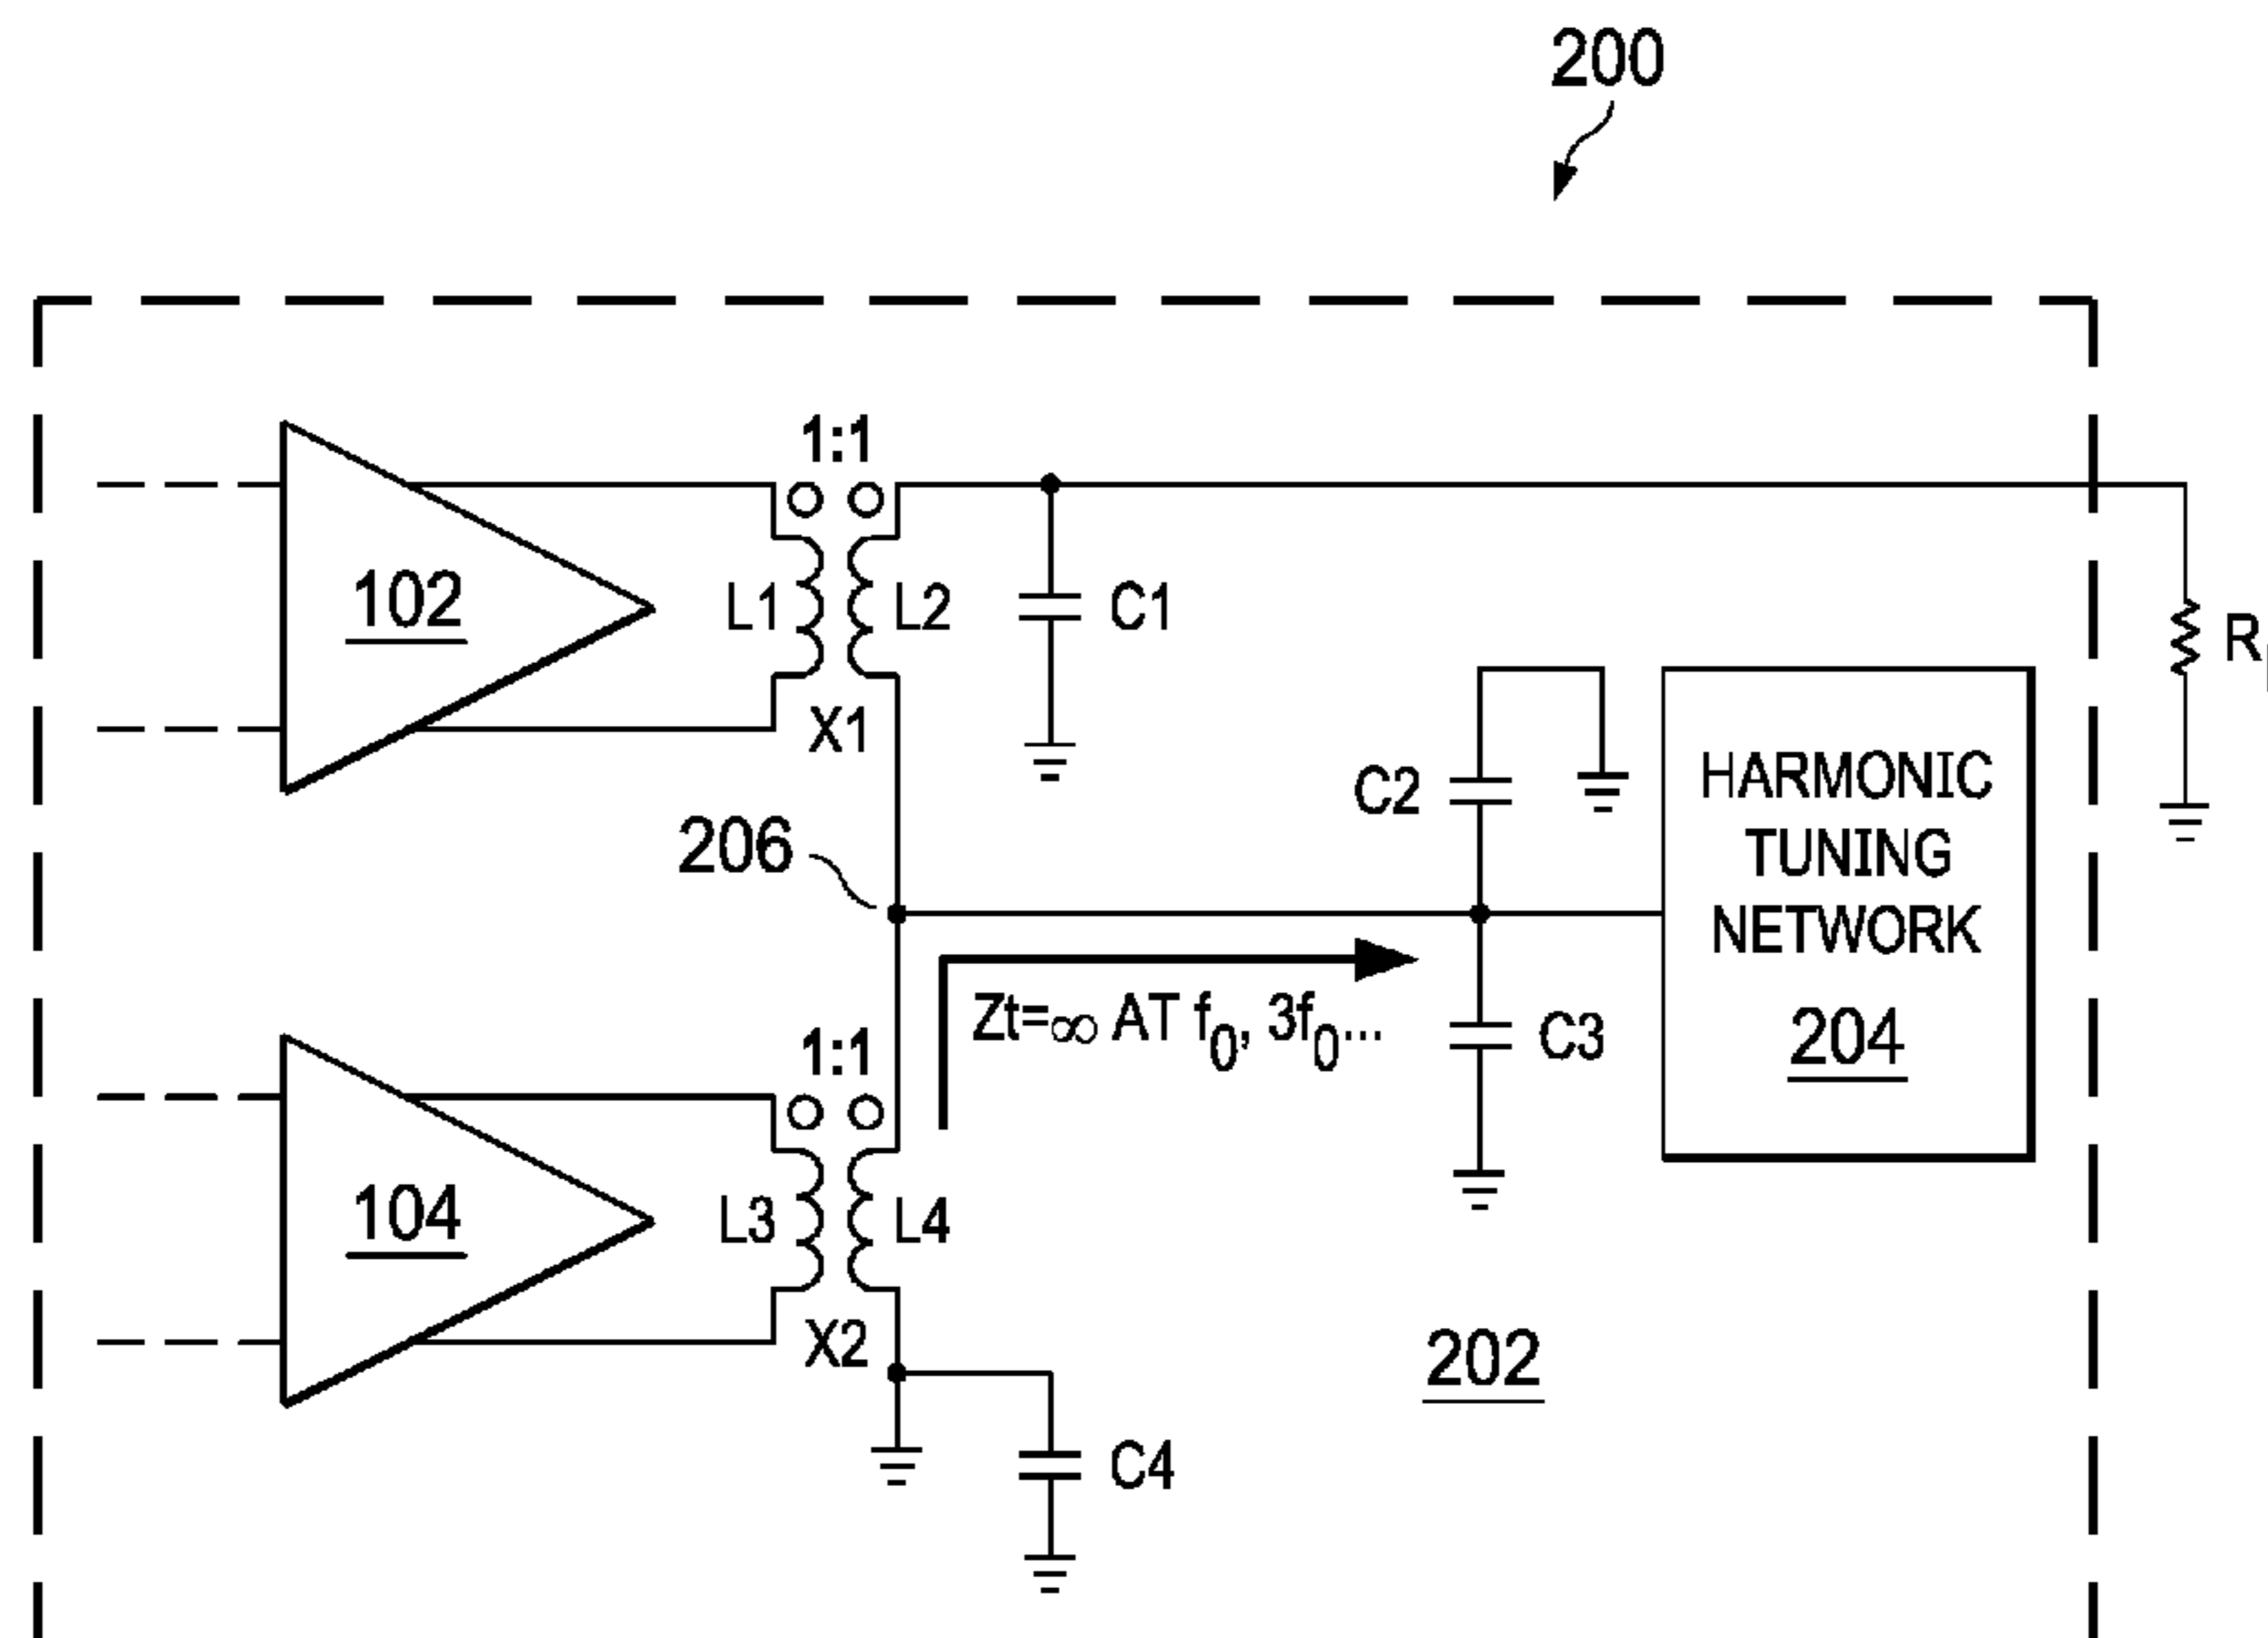 200
1:1
102
L1
L2
C1
R
X1
C2
HARMONIC
TUNING
NETWORK
204
206
Zt=∞ AT f0, 3f0...
C3
1:1
104
L3
L4
X2
202
C4